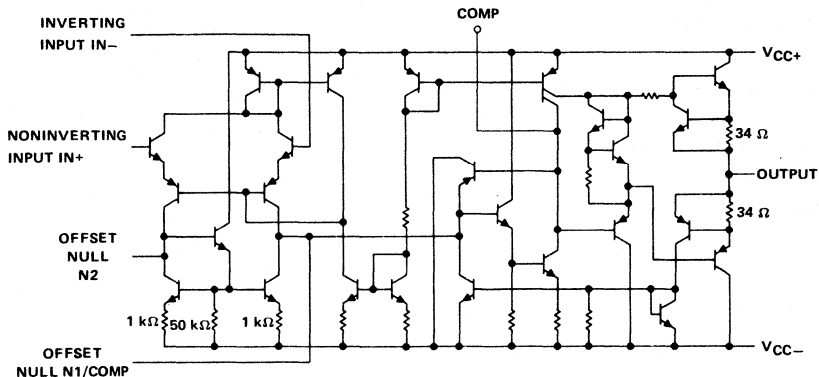 COMP
INVERTING
INPUT IN−
VCC+
NONINVERTING
INPUT IN+
34 Ω
OUTPUT
34 Ω
OFFSET
NULL
N2
1 kΩ
50 kΩ
1 kΩ
OFFSET
NULL N1/COMP
VCC−